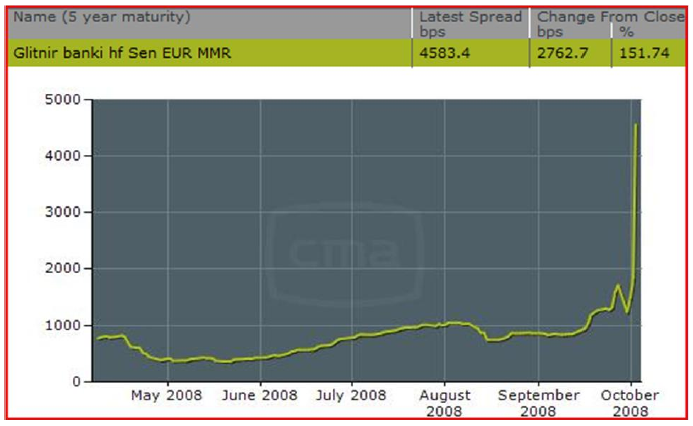 Name (5 year maturity) Latest Spread bps Change From Close bps %
Glitnir banki hf Sen EUR MMR 4583.4 2762.7 151.74
5000
4000
3000
2000
1000
0
cma
May 2008 June 2008 July 2008 August 2008 September 2008 October 2008